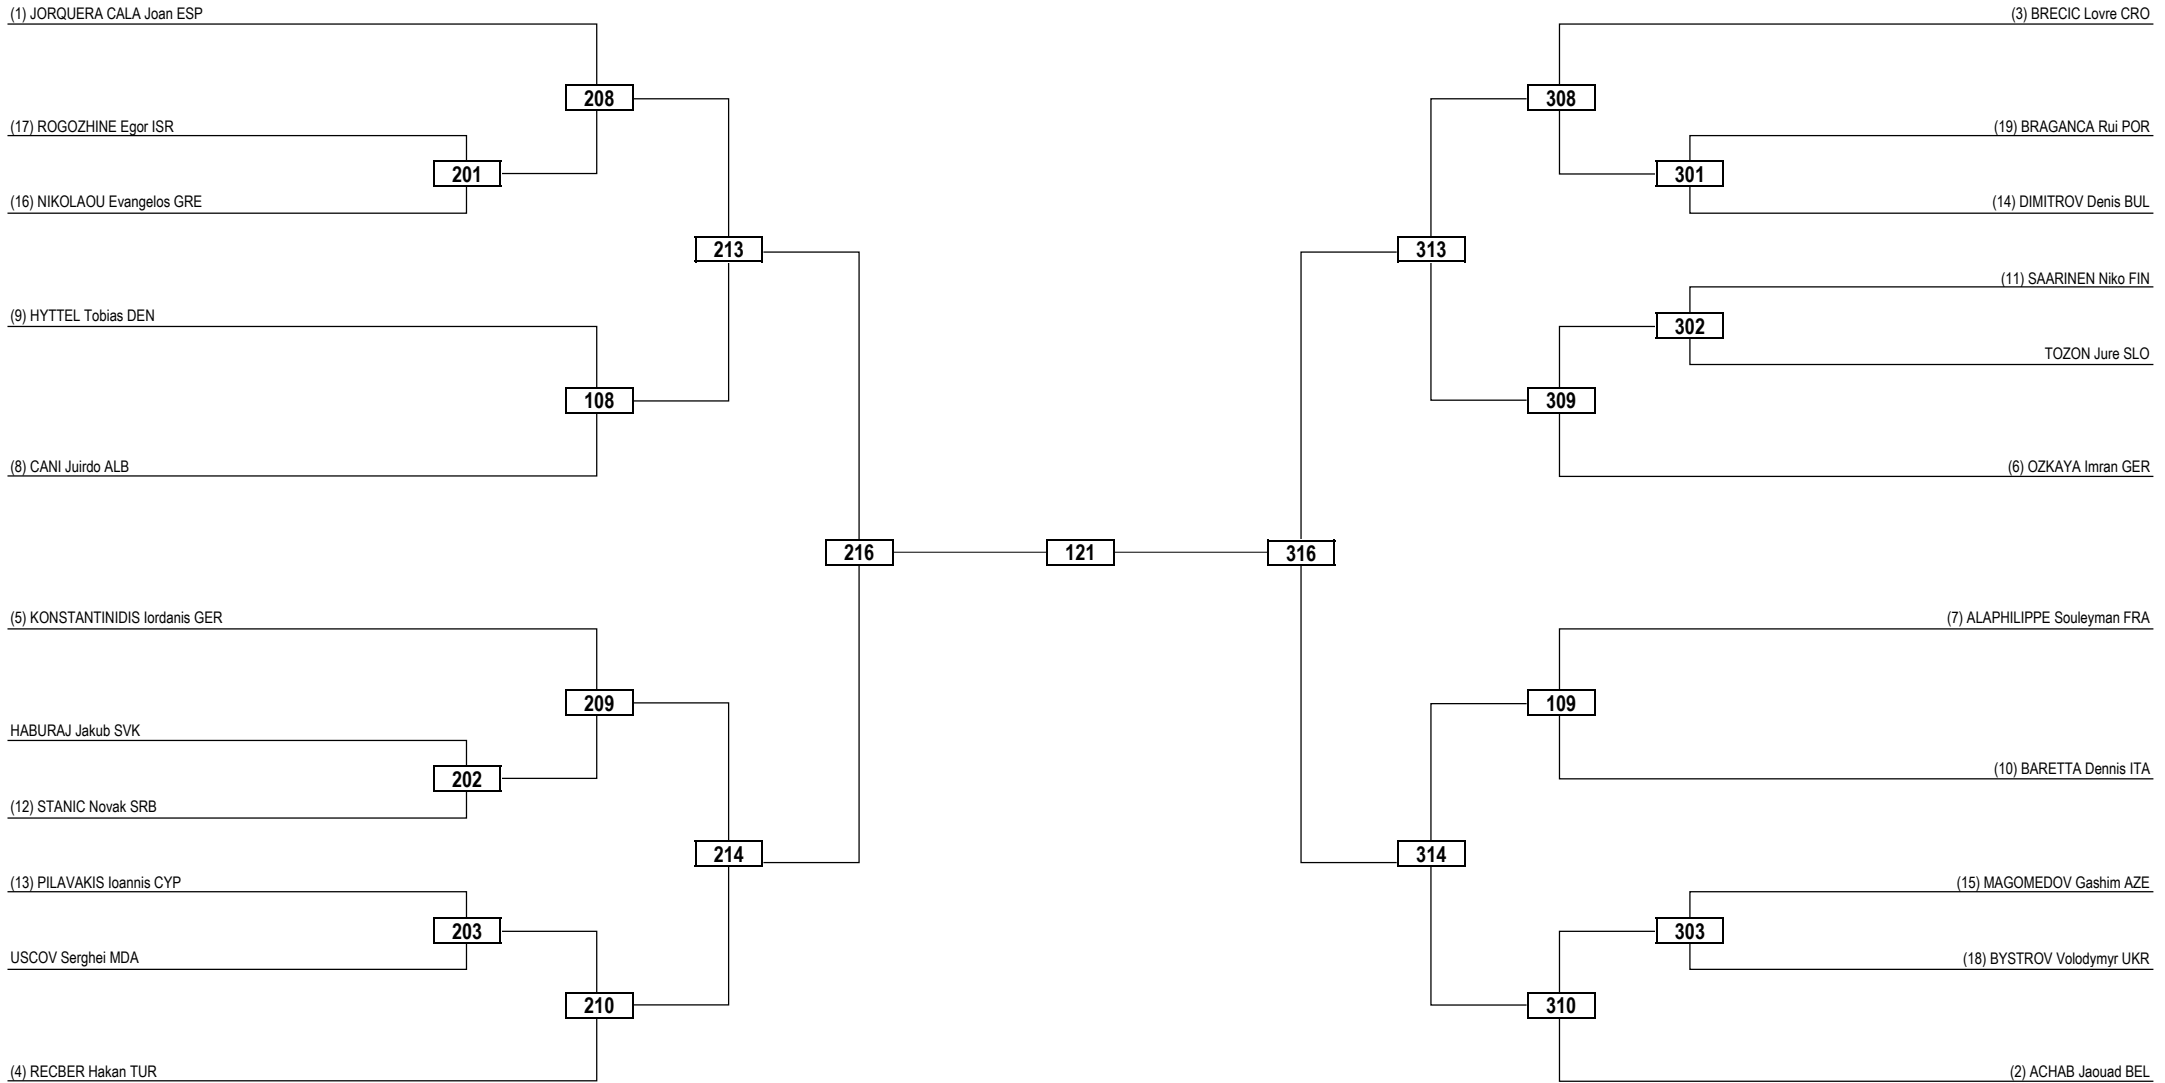 (1) JORQUERA CALA Joan ESP
208
(17) ROGOZHINE Egor ISR
201
(16) NIKOLAOU Evangelos GRE
213
(9) HYTTEL Tobias DEN
108
(8) CANI Juirdo ALB
216
(5) KONSTANTINIDIS Iordanis GER
209
HABURAJ Jakub SVK
202
(12) STANIC Novak SRB
214
(13) PILAVAKIS Ioannis CYP
203
USCOV Serghei MDA
210
(4) RECBER Hakan TUR
121
(3) BRECIC Lovre CRO
308
(19) BRAGANCA Rui POR
301
(14) DIMITROV Denis BUL
313
(11) SAARINEN Niko FIN
302
TOZON Jure SLO
309
(6) OZKAYA Imran GER
316
(7) ALAPHILIPPE Souleyman FRA
109
(10) BARETTA Dennis ITA
314
(15) MAGOMEDOV Gashim AZE
303
(18) BYSTROV Volodymyr UKR
310
(2) ACHAB Jaouad BEL